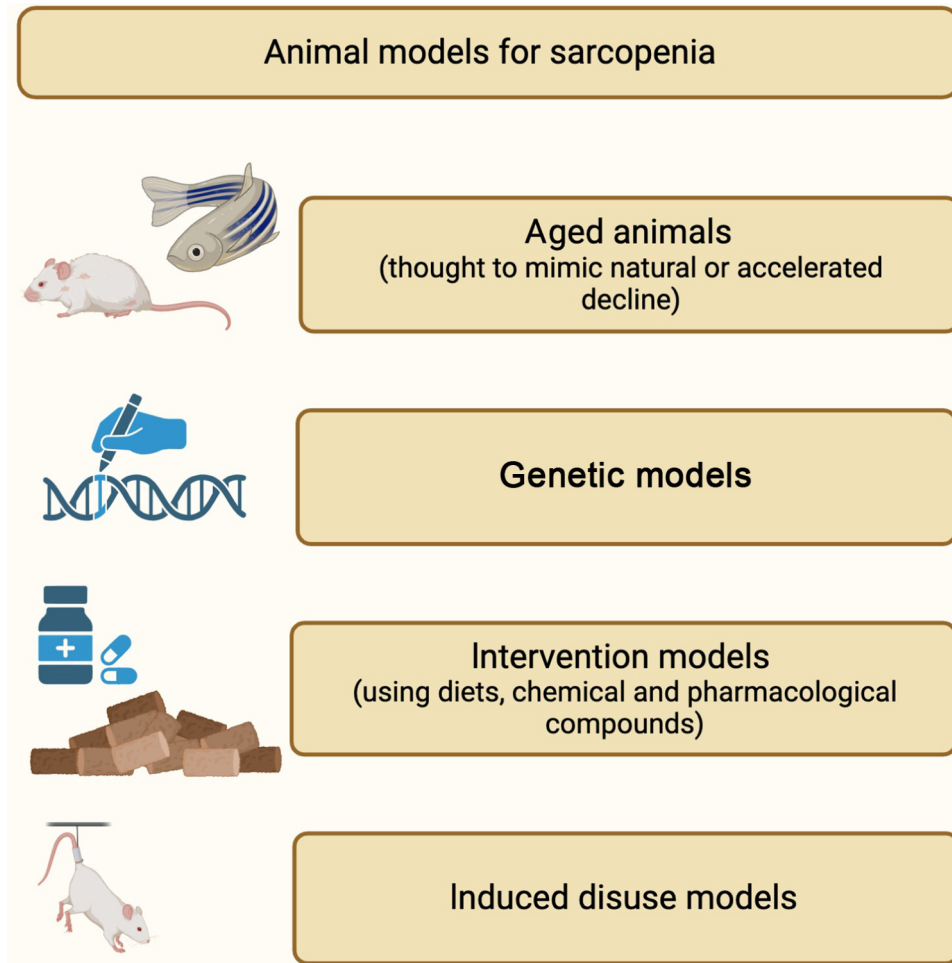 Animal models for sarcopenia
Aged animals
(thought to mimic natural or accelerated
decline)
Genetic models
Intervention models
(using diets, chemical and pharmacological
compounds)
Induced disuse models